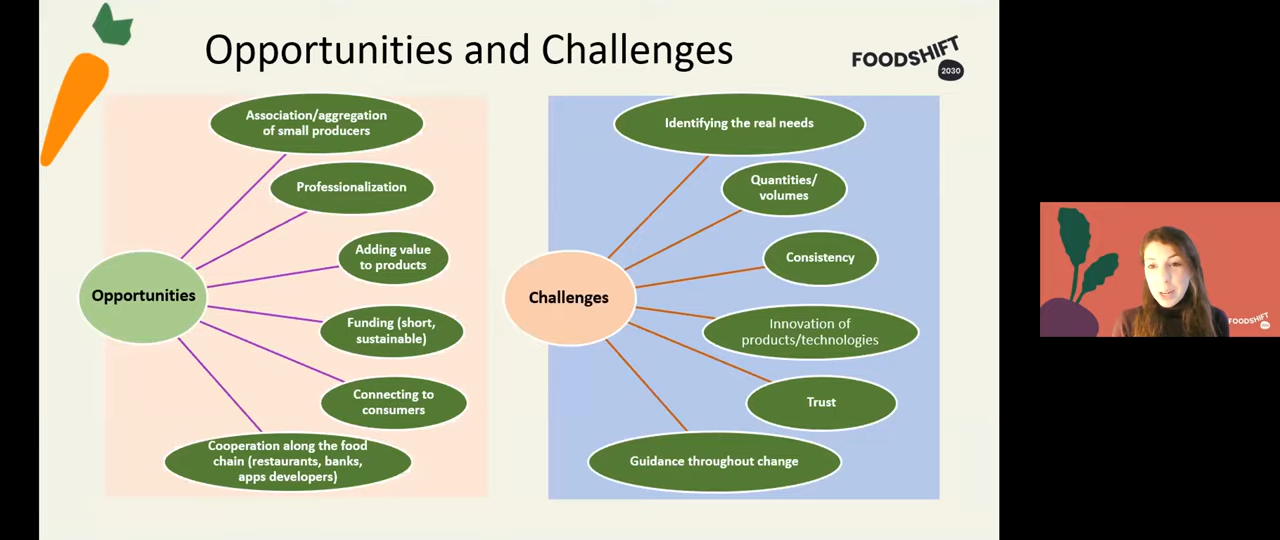 Opportunities and Challenges
FOODSHIFT
2030
Association/aggregation
of small producers
Professionalization
Adding value
to products
Opportunities
Funding (short,
sustainable)
Connecting to
consumers
Cooperation along the food
chain (restaurants, banks,
apps developers)
Identifying the real needs
Quantities/
volumes
Consistency
Challenges
Innovation of
products/technologies
Trust
Guidance throughout change
FOODSHIFT